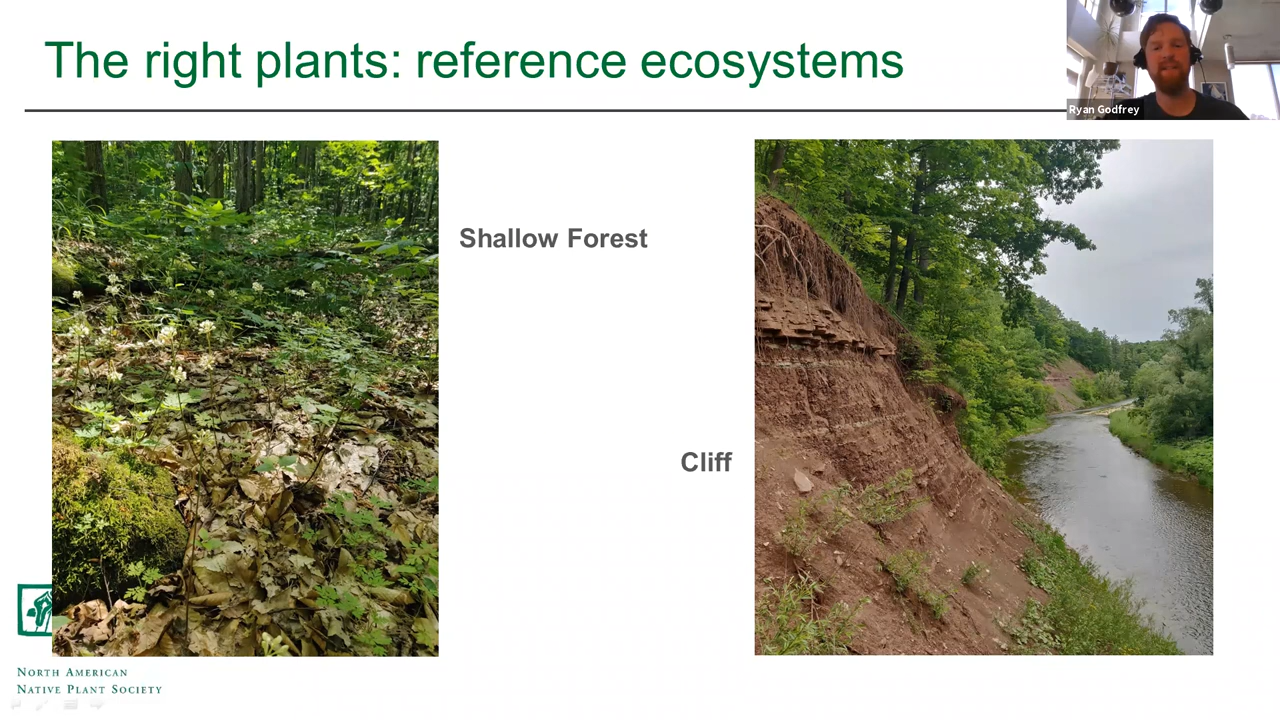 The right plants: reference ecosystems
Ryan Godfrey
Shallow Forest
Cliff
North American
Native Plant Society